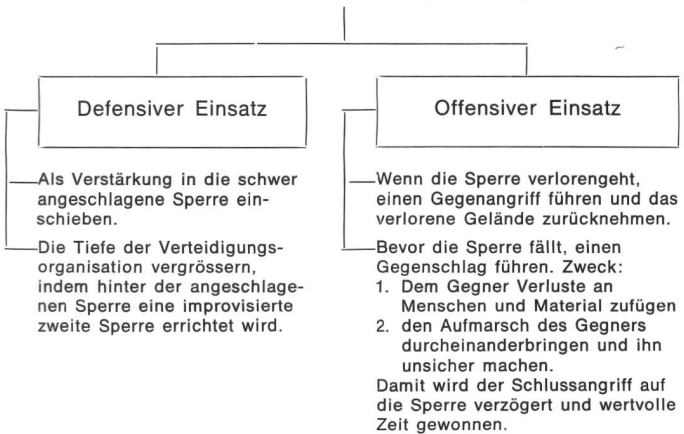 Defensiver Einsatz
Als Verstärkung in die schwer
angeschlagene Sperre ein-
schieben.
Die Tiefe der Verteidigungs-
organisation vergrössern,
indem hinter der angeschlage-
nen Sperre eine improvisierte
zweite Sperre errichtet wird.
Offensiver Einsatz
Wenn die Sperre verlorengeht,
einen Gegenangriff führen und das
verlorene Gelände zurücknehmen.
Bevor die Sperre fällt, einen
Gegenschlag führen. Zweck:
1. Dem Gegner Verluste an
Menschen und Material zufügen
2. den Aufmarsch des Gegners
durcheinanderbringen und ihn
unsicher machen.
Damit wird der Schlussangriff auf
die Sperre verzögert und wertvolle
Zeit gewonnen.